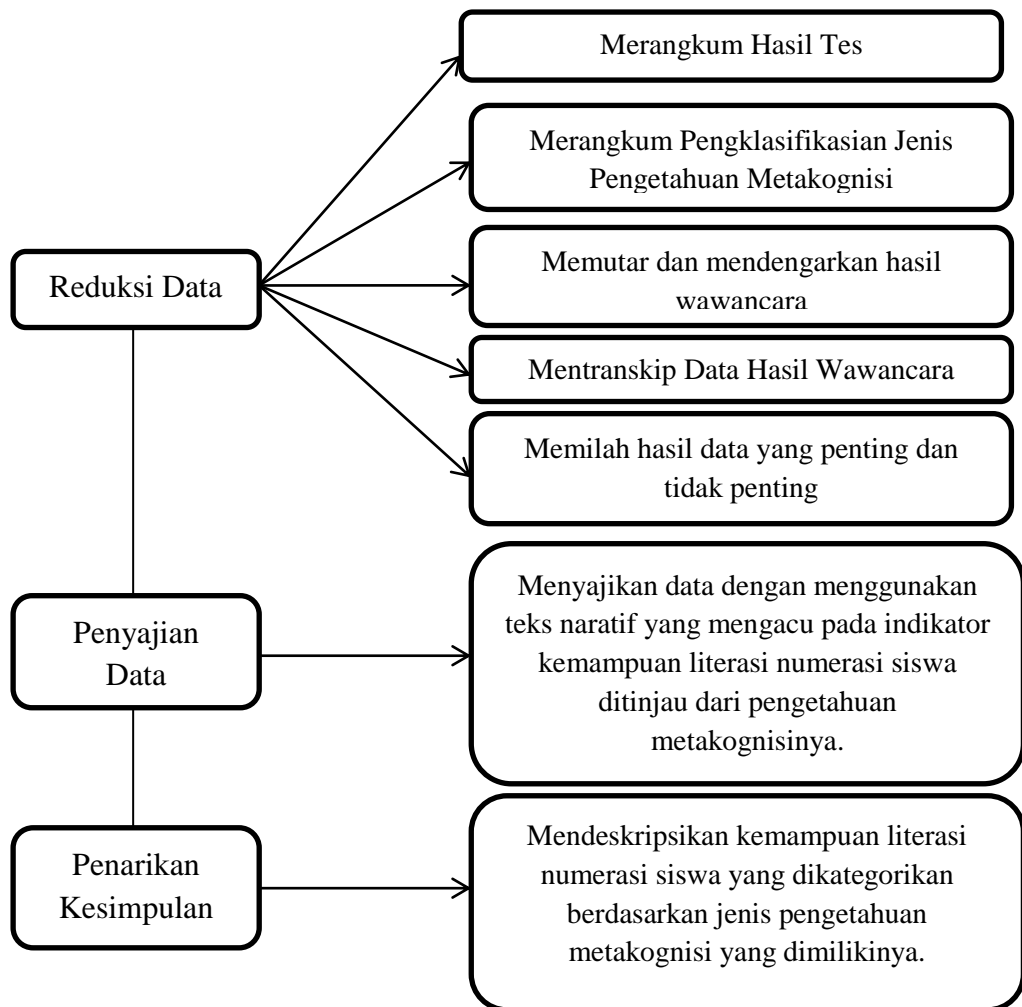 Merangkum Hasil Tes
Merangkum Pengklasifikasian Jenis
Pengetahuan Metakognisi
Reduksi Data
Memutar dan mendengarkan hasil
wawancara
Mentranskip Data Hasil Wawancara
Memilah hasil data yang penting dan
tidak penting
Penyajian
Data
Menyajikan data dengan menggunakan
teks naratif yang mengacu pada indikator
kemampuan literasi numerasi siswa
ditinjau dari pengetahuan
metakognisinya.
Penarikan
Kesimpulan
Mendeskripsikan kemampuan literasi
numerasi siswa yang dikategorikan
berdasarkan jenis pengetahuan
metakognisi yang dimilikinya.